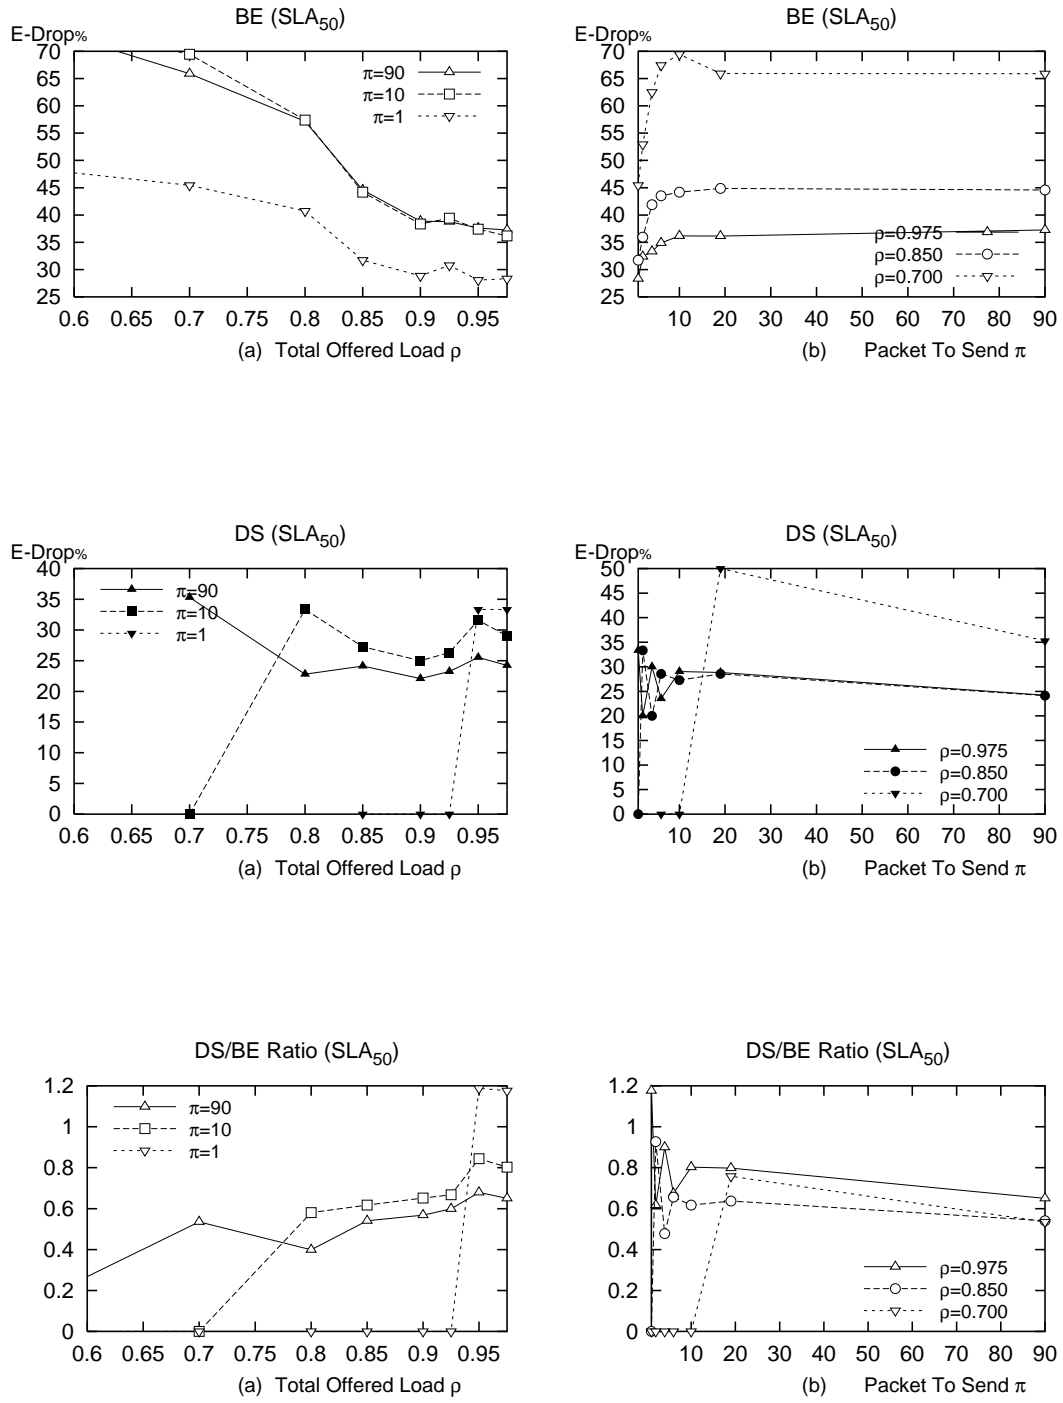 BE (SLA50)
E-Drop%
70
65
60
55
50
45
40
35
30
25
π=90
π=10
π=1
0.6 0.65 0.7 0.75 0.8 0.85 0.9 0.95
(a) Total Offered Load ρ
BE (SLA50)
E-Drop%
70
65
60
55
50
45
40
35
30
25
ρ=0.975
ρ=0.850
ρ=0.700
10 20 30 40 50 60 70 80 90
(b) Packet To Send π
DS (SLA50)
E-Drop%
40
35
30
25
20
15
10
5
0
π=90
π=10
π=1
0.6 0.65 0.7 0.75 0.8 0.85 0.9 0.95
(a) Total Offered Load ρ
DS (SLA50)
E-Drop%
50
45
40
35
30
25
20
15
10
5
0
ρ=0.975
ρ=0.850
ρ=0.700
10 20 30 40 50 60 70 80 90
(b) Packet To Send π
DS/BE Ratio (SLA50)
1.2
1
0.8
0.6
0.4
0.2
0
π=90
π=10
π=1
0.6 0.65 0.7 0.75 0.8 0.85 0.9 0.95
(a) Total Offered Load ρ
DS/BE Ratio (SLA50)
1.2
1
0.8
0.6
0.4
0.2
0
ρ=0.975
ρ=0.850
ρ=0.700
10 20 30 40 50 60 70 80 90
(b) Packet To Send π